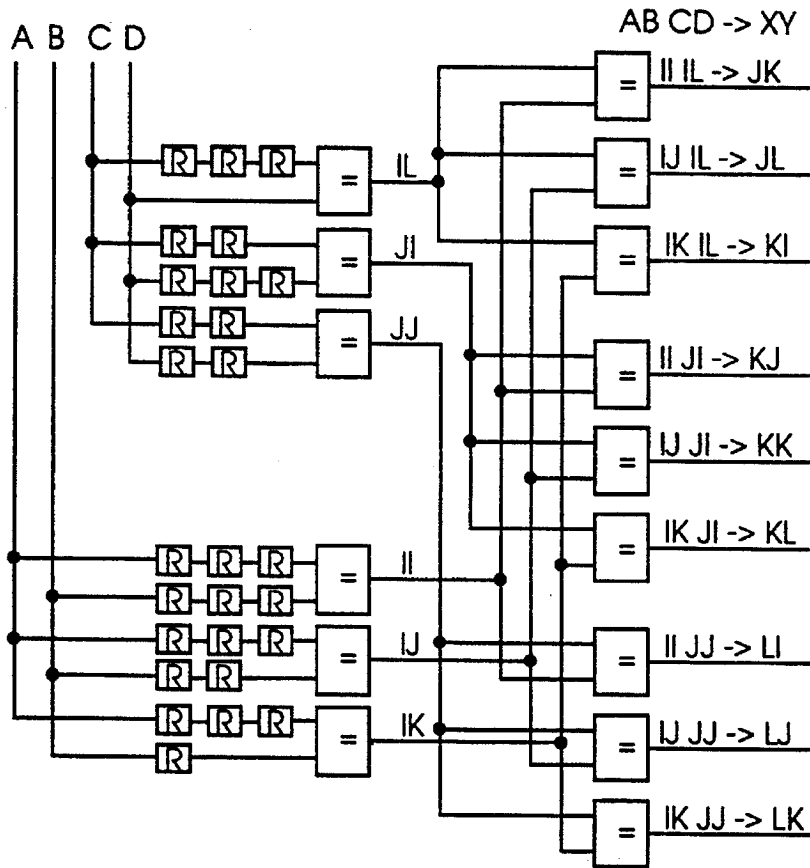 AB CD -> XY
A B C D
II IL -> JK
R R R = IL
=
IJ IL -> JL
=
R R = JI
R R R
IK IL -> KI
=
R R = JJ
R R
II JI -> KJ
=
IJ JI -> KK
=
IK JI -> KL
=
R R R = II
R R R
R R R = IJ
R R
II JJ -> LI
=
R R R = IK
R
IJ JJ -> LJ
=
IK JJ -> LK
=